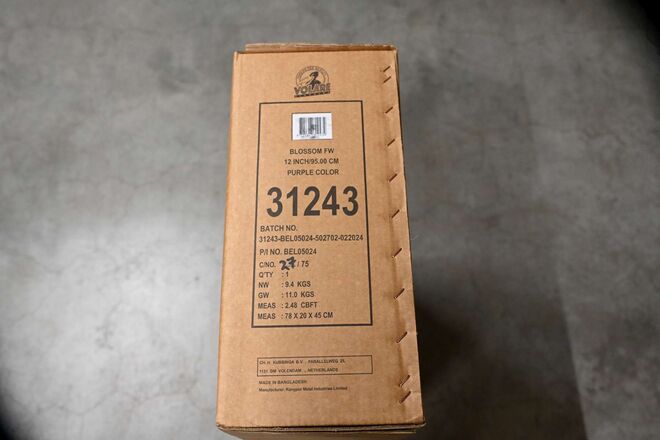 VOLARE
BLOSSOM FW
12 INCH/95.00 CM
PURPLE COLOR
31243
BATCH NO.
31243-BEL05024-502702-022024
P/I NO. BEL05024
C/NO. 27 / 75
Q'TY : 1
NW : 9.4 KGS
GW : 11.0 KGS
MEAS : 2.48 CBFT
MEAS : 78 X 20 X 45 CM
CH. H. KUBBINGA B.V. , PARALLELWEG 25,
1131 DM VOLENDAM , NETHERLANDS
MADE IN BANGLADESH
Manufacturer: Rangpur Metal Industries Limited